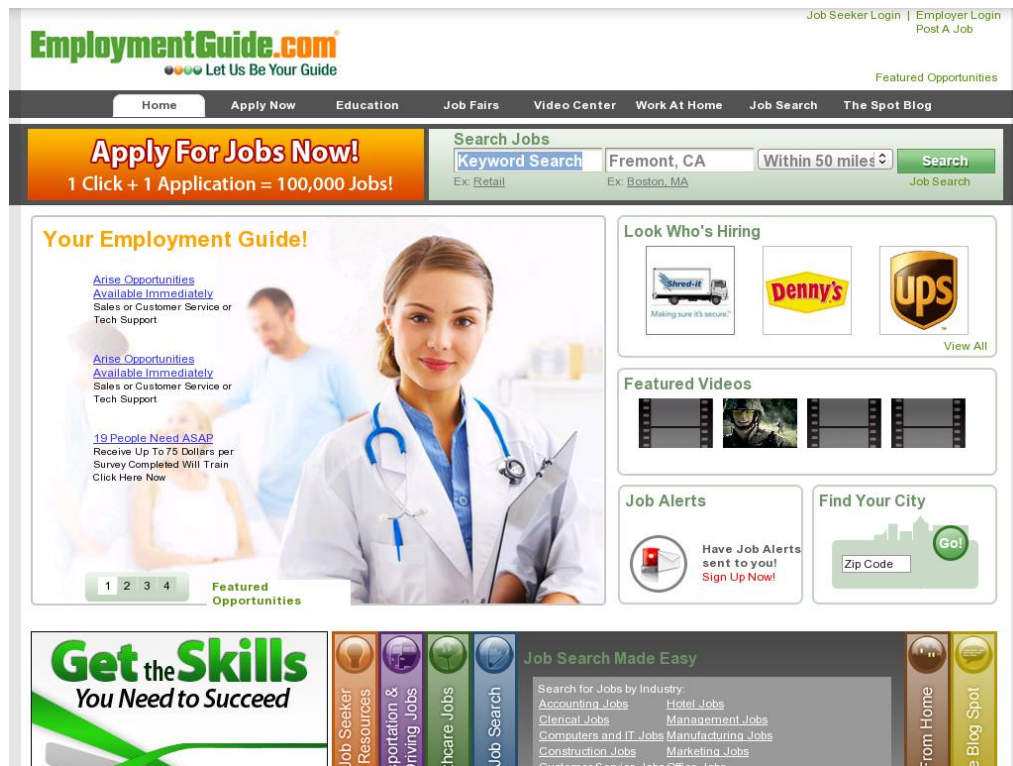 Job Seeker Login | Employer Login
Post A Job
EmploymentGuide.com
Let Us Be Your Guide
Featured Opportunities
Home Apply Now Education Job Fairs Video Center Work At Home Job Search The Spot Blog
Apply For Jobs Now!
1 Click + 1 Application = 100,000 Jobs!
Search Jobs
Keyword Search Fremont, CA Within 50 miles Search
Ex: Retail Ex: Boston, MA Job Search
Your Employment Guide!
Arise Opportunities
Available Immediately
Sales or Customer Service or
Tech Support
Arise Opportunities
Available Immediately
Sales or Customer Service or
Tech Support
19 People Need ASAP
Receive Up To 75 Dollars per
Survey Completed Will Train
Click Here Now
1 2 3 4
Featured
Opportunities
Look Who's Hiring
Shred-it
Making sure it's secure.
Denny's
ups
View All
Featured Videos
Job Alerts
Have Job Alerts
sent to you!
Sign Up Now!
Find Your City
Go!
Zip Code
Get the Skills
You Need to Succeed
Job Seeker
Resources
portation &
riving Jobs
hcare Jobs
Job Search
Job Search Made Easy
Search for Jobs by Industry:
Accounting Jobs Hotel Jobs
Clerical Jobs Management Jobs
Computers and IT Jobs Manufacturing Jobs
Construction Jobs Marketing Jobs
Customer Service Jobs Office Jobs
From Home
e Blog Spot